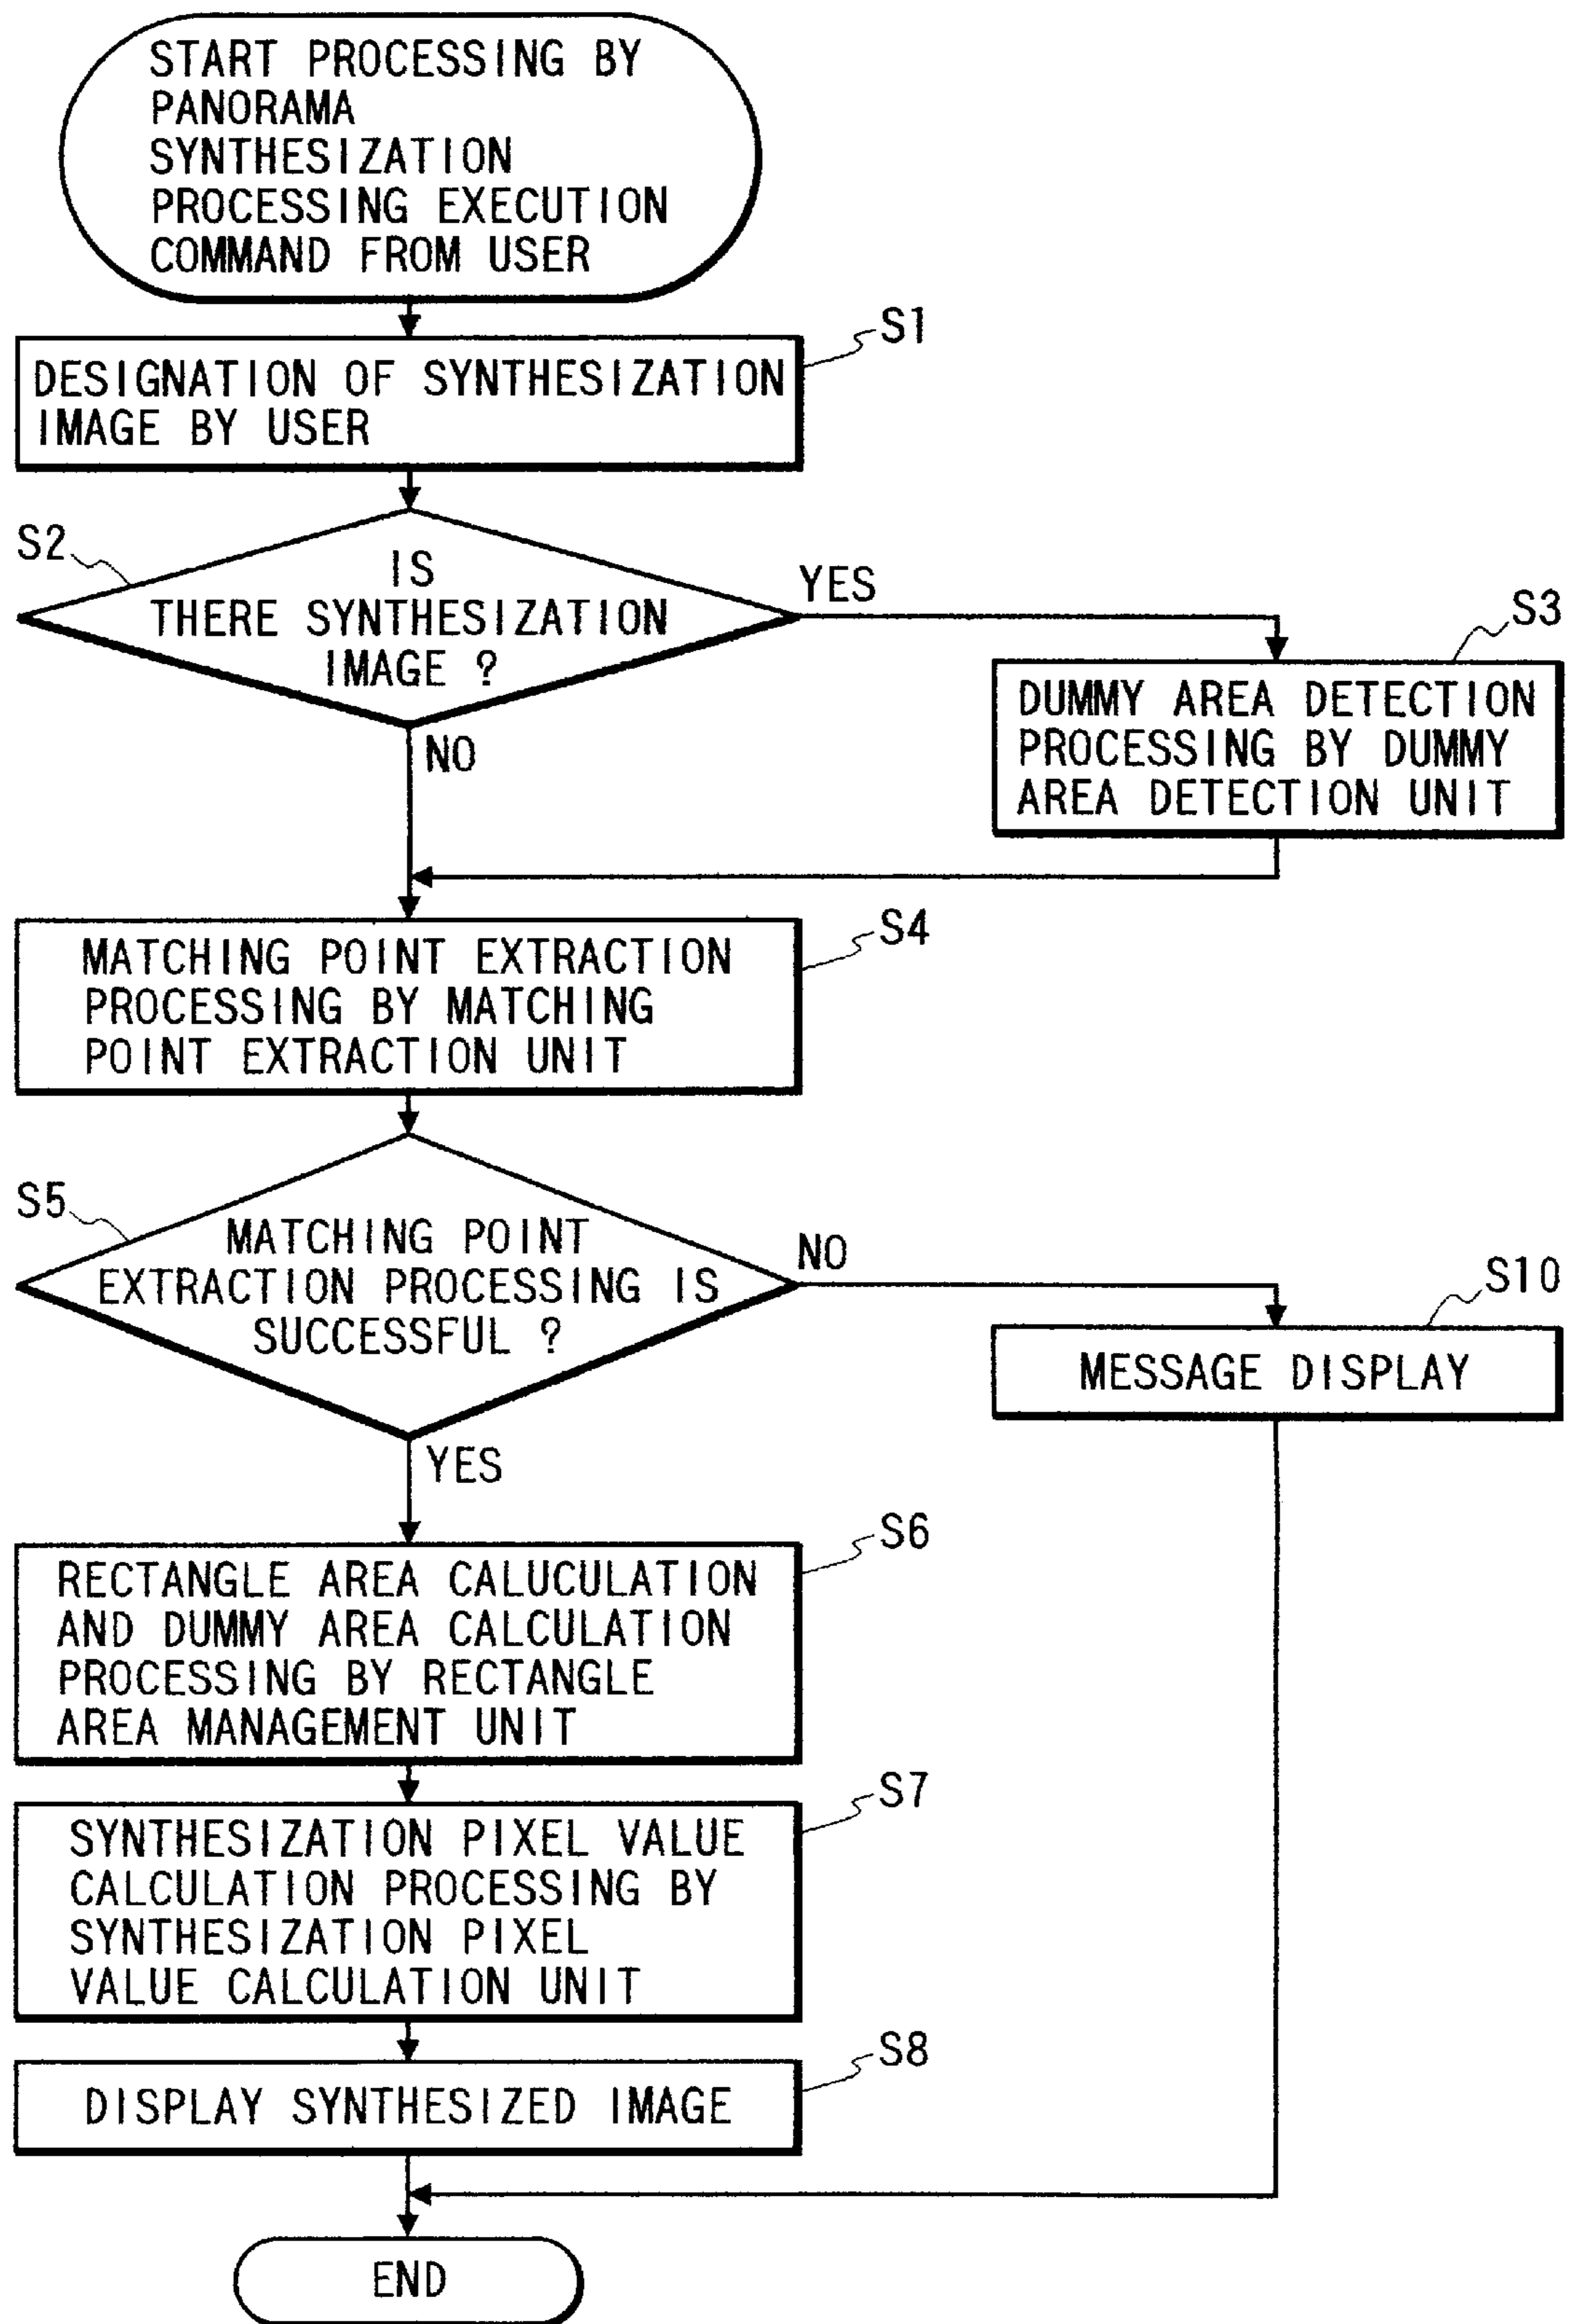 START PROCESSING BY
PANORAMA
SYNTHESIZATION
PROCESSING EXECUTION
COMMAND FROM USER
S1
DESIGNATION OF SYNTHESIZATION
IMAGE BY USER
S2
IS
THERE SYNTHESIZATION
IMAGE ?
YES
NO
S3
DUMMY AREA DETECTION
PROCESSING BY DUMMY
AREA DETECTION UNIT
S4
MATCHING POINT EXTRACTION
PROCESSING BY MATCHING
POINT EXTRACTION UNIT
S5
MATCHING POINT
EXTRACTION PROCESSING IS
SUCCESSFUL ?
NO
YES
S10
MESSAGE DISPLAY
S6
RECTANGLE AREA CALUCULATION
AND DUMMY AREA CALCULATION
PROCESSING BY RECTANGLE
AREA MANAGEMENT UNIT
S7
SYNTHESIZATION PIXEL VALUE
CALCULATION PROCESSING BY
SYNTHESIZATION PIXEL
VALUE CALCULATION UNIT
S8
DISPLAY SYNTHESIZED IMAGE
END